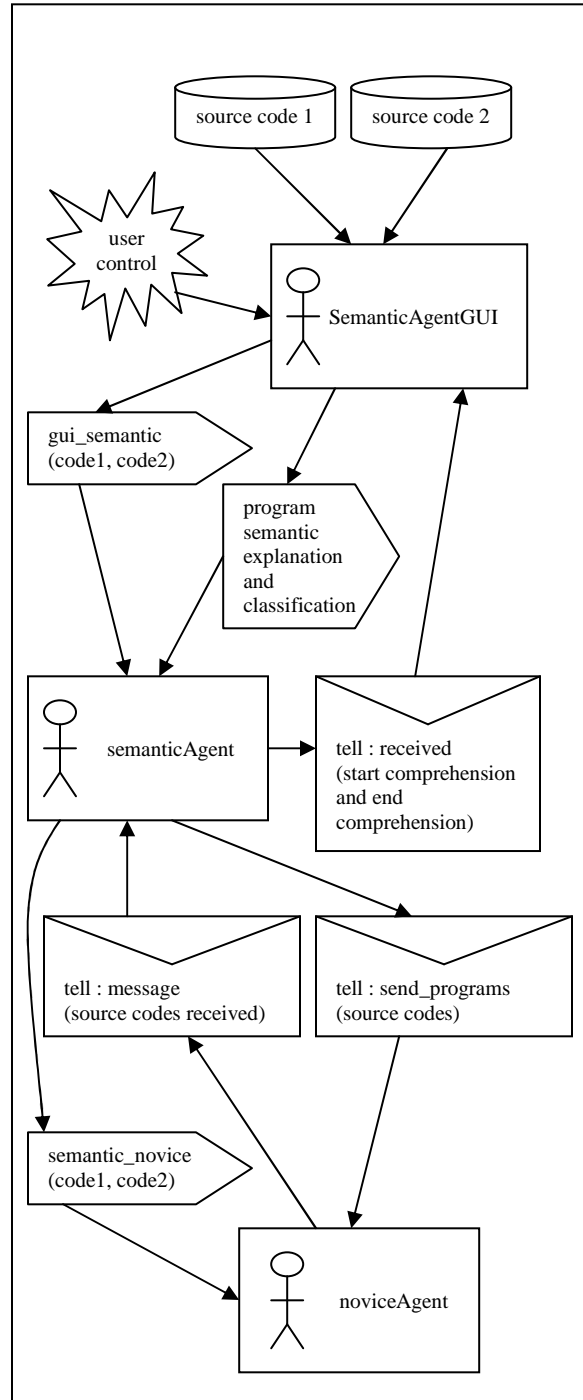 source code 1
source code 2
user
control
SemanticAgentGUI
gui_semantic
(code1, code2)
program
semantic
explanation
and
classification
semanticAgent
tell : received
(start comprehension
and end
comprehension)
tell : message
(source codes received)
tell : send_programs
(source codes)
semantic_novice
(code1, code2)
noviceAgent